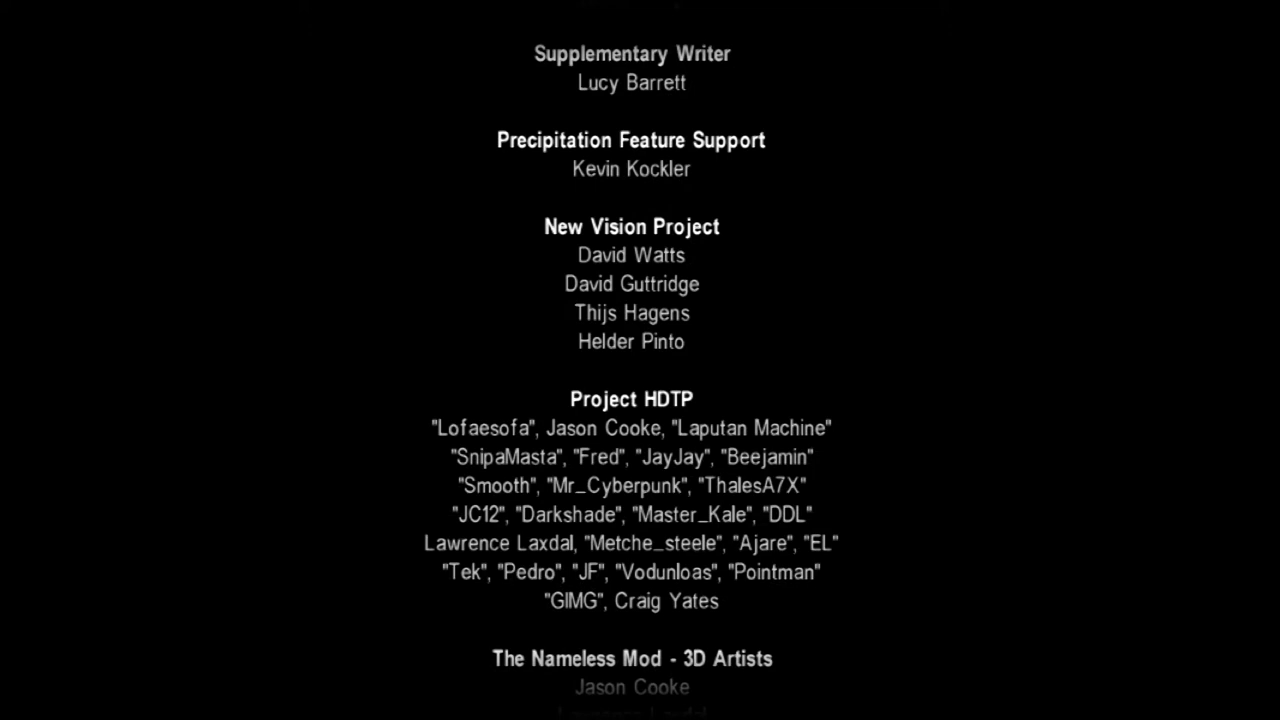 Supplementary Writer
Lucy Barrett
Precipitation Feature Support
Kevin Kockler
New Vision Project
David Watts
David Guttridge
Thijs Hagens
Helder Pinto
Project HDTP
"Lofaesofa", Jason Cooke, "Laputan Machine"
"SnipaMasta", "Fred", "JayJay", "Beejamin"
"Smooth", "Mr_Cyberpunk", "ThalesA7X"
"JC12", "Darkshade", "Master_Kale", "DDL"
Lawrence Laxdal, "Metche_steele", "Ajare", "EL"
"Tek", "Pedro", "JF", "Vodunloas", "Pointman"
"GIMG", Craig Yates
The Nameless Mod - 3D Artists
Jason Cooke